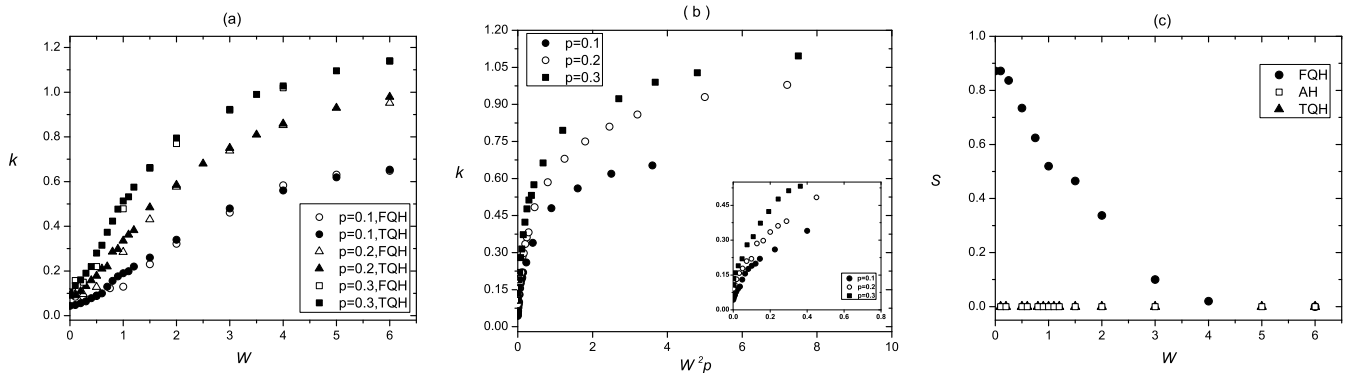 (a)
1.2
1.0
0.8
0.6
0.4
0.2
0.0
k
0 1 2 3 4 5 6
W
p=0.1,FQH
p=0.1,TQH
p=0.2,FQH
p=0.2,TQH
p=0.3,FQH
p=0.3,TQH
( b )
1.20
1.05
0.90
0.75
0.60
0.45
0.30
0.15
0.00
k
0 2 4 6 8 10
W²p
p=0.1
p=0.2
p=0.3
0.45
0.30
0.15
0.00
0.0 0.2 0.4 0.6 0.8
p=0.1
p=0.2
p=0.3
(c)
1.0
0.8
0.6
0.4
0.2
0.0
S
0 1 2 3 4 5 6
W
FQH
AH
TQH